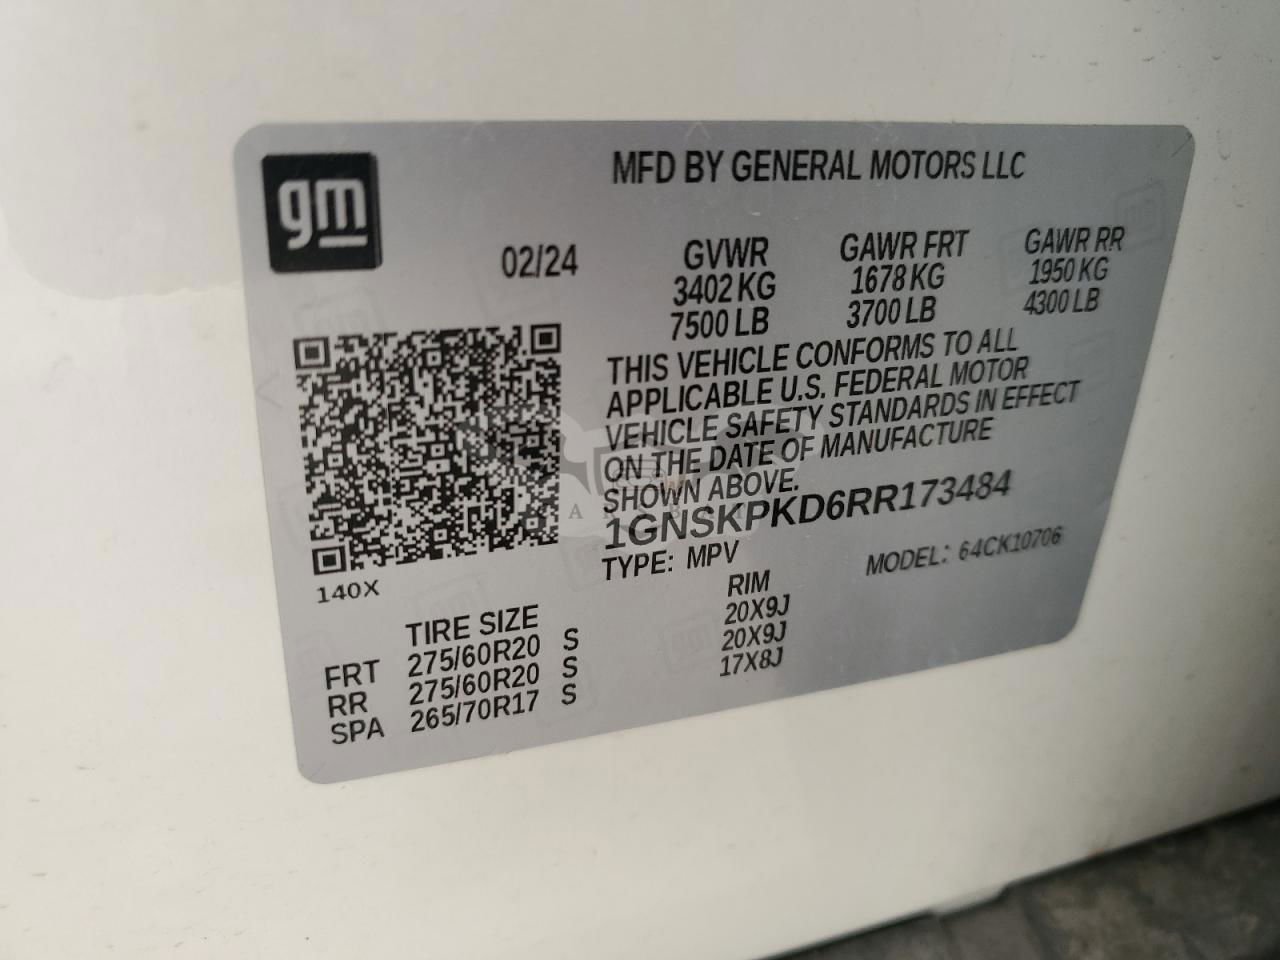 gm
MFD BY GENERAL MOTORS LLC
02/24
GVWR GAWR FRT GAWR RR
3402 KG 1678 KG 1950 KG
7500 LB 3700 LB 4300 LB
THIS VEHICLE CONFORMS TO ALL
APPLICABLE U.S. FEDERAL MOTOR
VEHICLE SAFETY STANDARDS IN EFFECT
ON THE DATE OF MANUFACTURE
SHOWN ABOVE.
1GNSKPKD6RR173484
TYPE: MPV MODEL: 64CK10706
140X
TIRE SIZE RIM
FRT 275/60R20 S 20X9J
RR 275/60R20 S 20X9J
SPA 265/70R17 S 17X8J